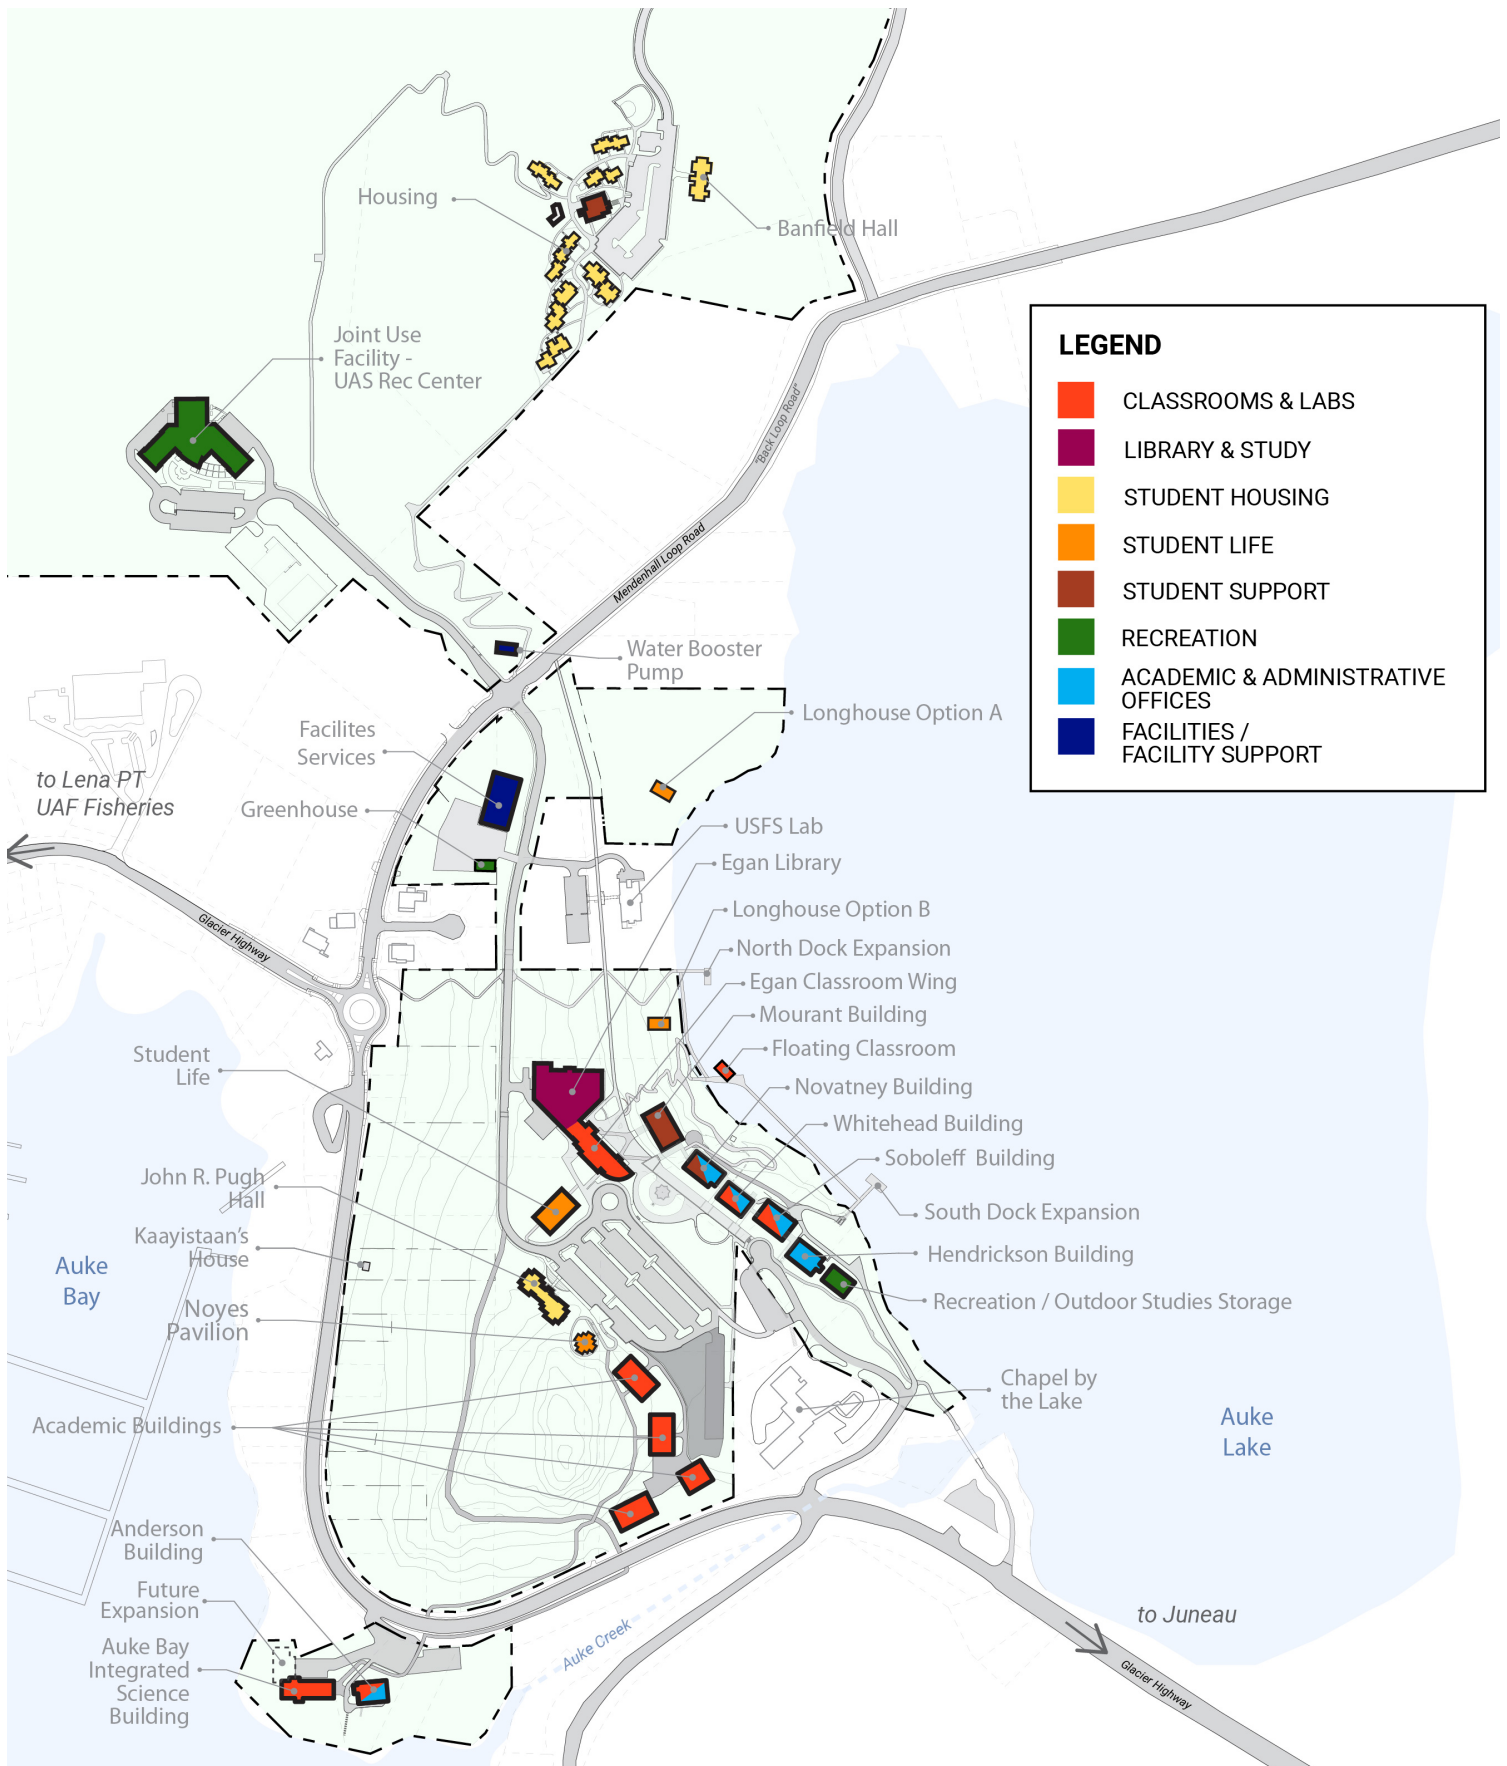 Housing
Banfield Hall
Joint Use
Facility -
UAS Rec Center
"Back Loop Road"
Mendenhall Loop Road
LEGEND
CLASSROOMS & LABS
LIBRARY & STUDY
STUDENT HOUSING
STUDENT LIFE
STUDENT SUPPORT
RECREATION
ACADEMIC & ADMINISTRATIVE
OFFICES
FACILITIES /
FACILITY SUPPORT
Water Booster
Pump
Longhouse Option A
Facilites
Services
to Lena PT
UAF Fisheries
Greenhouse
USFS Lab
Egan Library
Longhouse Option B
Glacier Highway
North Dock Expansion
Egan Classroom Wing
Mourant Building
Floating Classroom
Student
Life
Novatney Building
Whitehead Building
Soboleff Building
John R. Pugh
Hall
South Dock Expansion
Kaayistaan's
House
Hendrickson Building
Auke
Bay
Recreation / Outdoor Studies Storage
Noyes
Pavilion
Chapel by
the Lake
Academic Buildings
Auke
Lake
Anderson
Building
Future
Expansion
to Juneau
Auke Creek
Auke Bay
Integrated
Science
Building
Glacier Highway